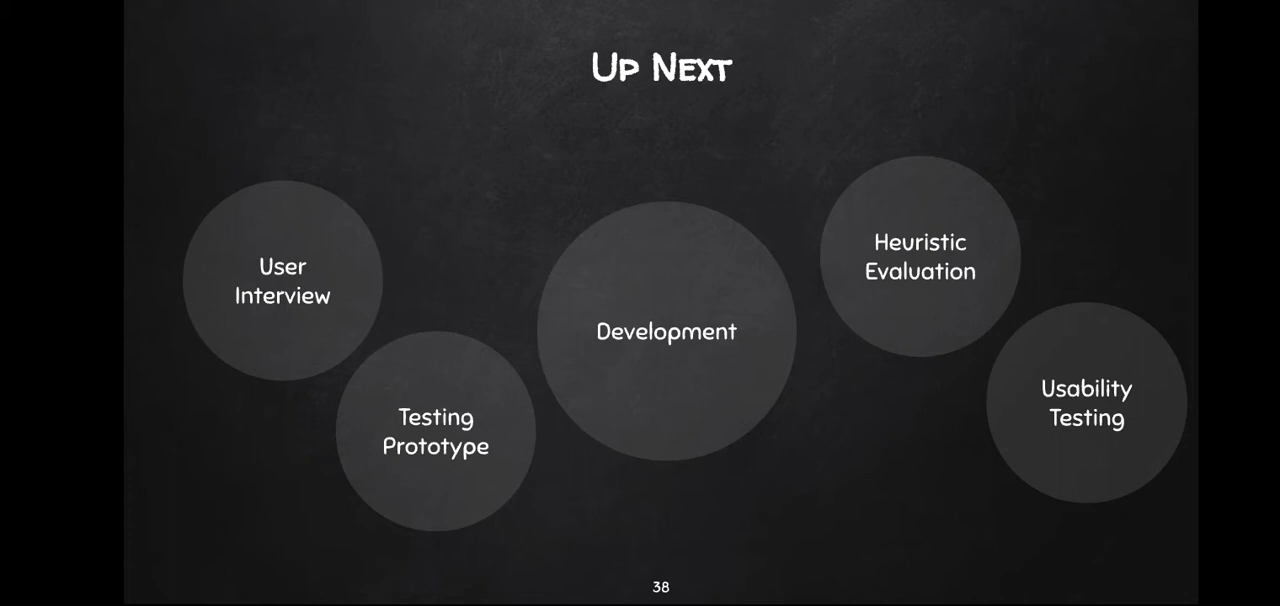 Up Next
User
Interview
Testing
Prototype
Development
Heuristic
Evaluation
Usability
Testing
38